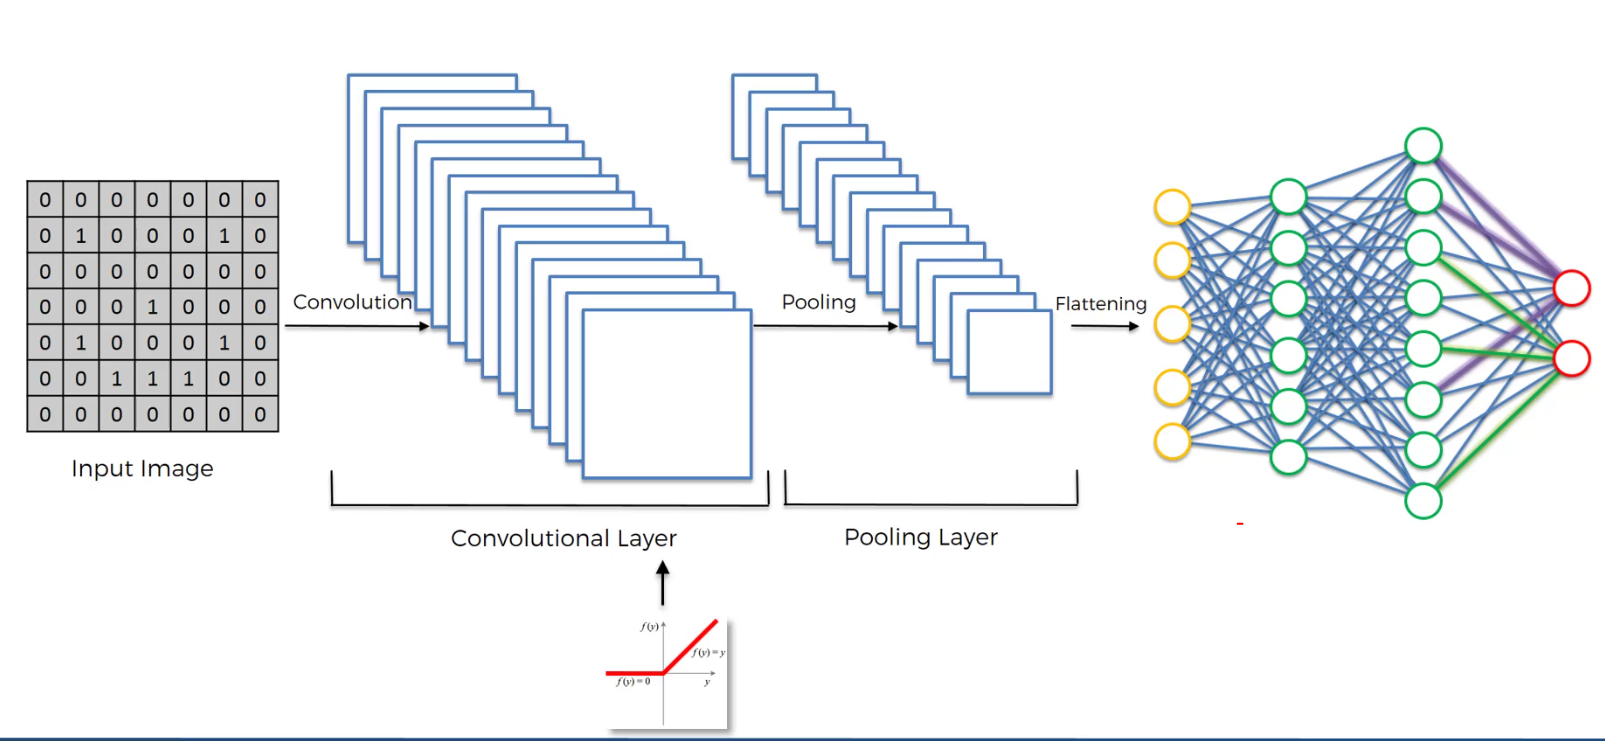 0 0 0 0 0 0 0
0 1 0 0 0 1 0
0 0 0 0 0 0 0
0 0 0 1 0 0 0
0 1 0 0 0 1 0
0 0 1 1 1 0 0
0 0 0 0 0 0 0
Input Image
Convolution
Pooling
Flattening
Convolutional Layer
Pooling Layer
f(y)
f(y) = y
f(y) = 0
y